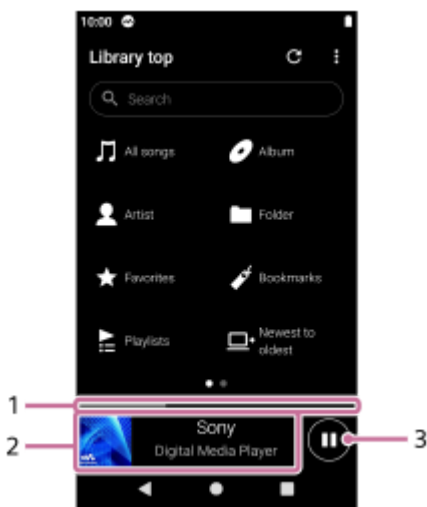 10:00
Library top
Search
All songs
Album
Artist
Folder
Favorites
Bookmarks
Playlists
Newest to
oldest
1
Sony
2
3
Digital Media Player